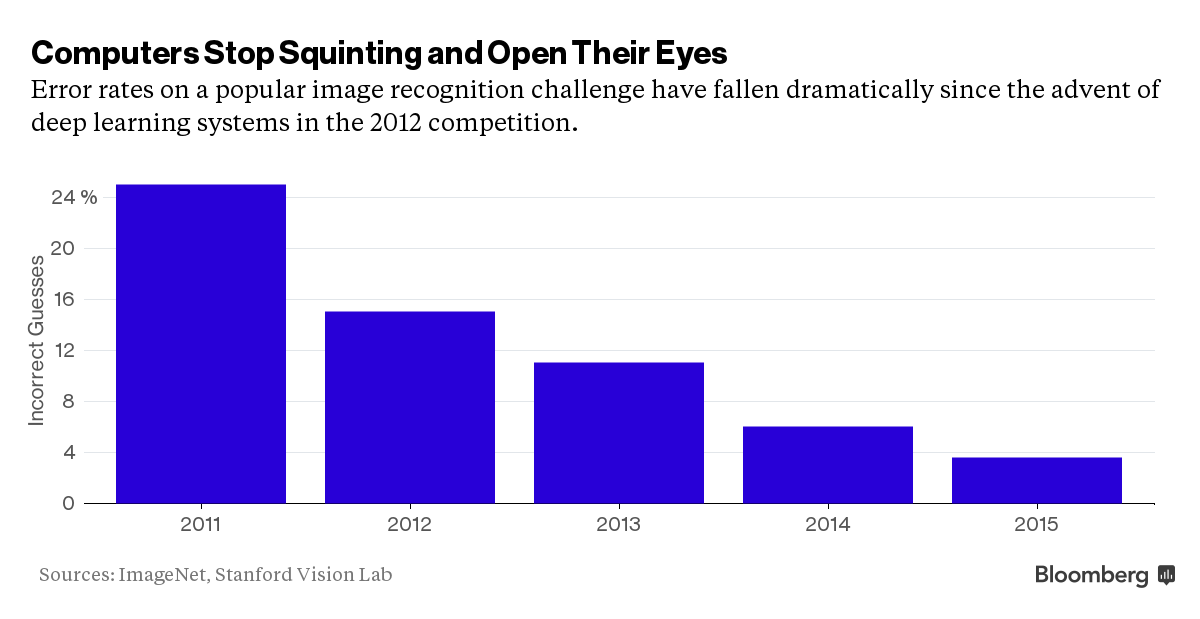 Computers Stop Squinting and Open Their Eyes
Error rates on a popular image recognition challenge have fallen dramatically since the advent of
deep learning systems in the 2012 competition.
24 %
20
16
12
8
4
0
Incorrect Guesses
2011
2012
2013
2014
2015
Sources: ImageNet, Stanford Vision Lab
Bloomberg